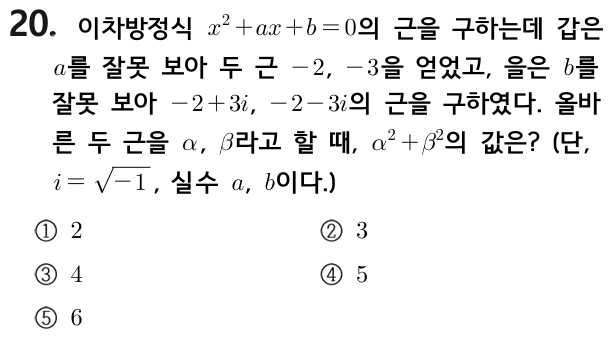 20. 이차방정식 $x^2+ax+b=0$의 근을 구하는데 갑은
$a$를 잘못 보아 두 근 $-2$, $-3$을 얻었고, 을은 $b$를
잘못 보아 $-2+3i$, $-2-3i$의 근을 구하였다. 올바
른 두 근을 $\alpha$, $\beta$라고 할 때, $\alpha^2+\beta^2$의 값은? (단,
$i=\sqrt{-1}$, 실수 $a$, $b$이다.)
① 2 ② 3
③ 4 ④ 5
⑤ 6